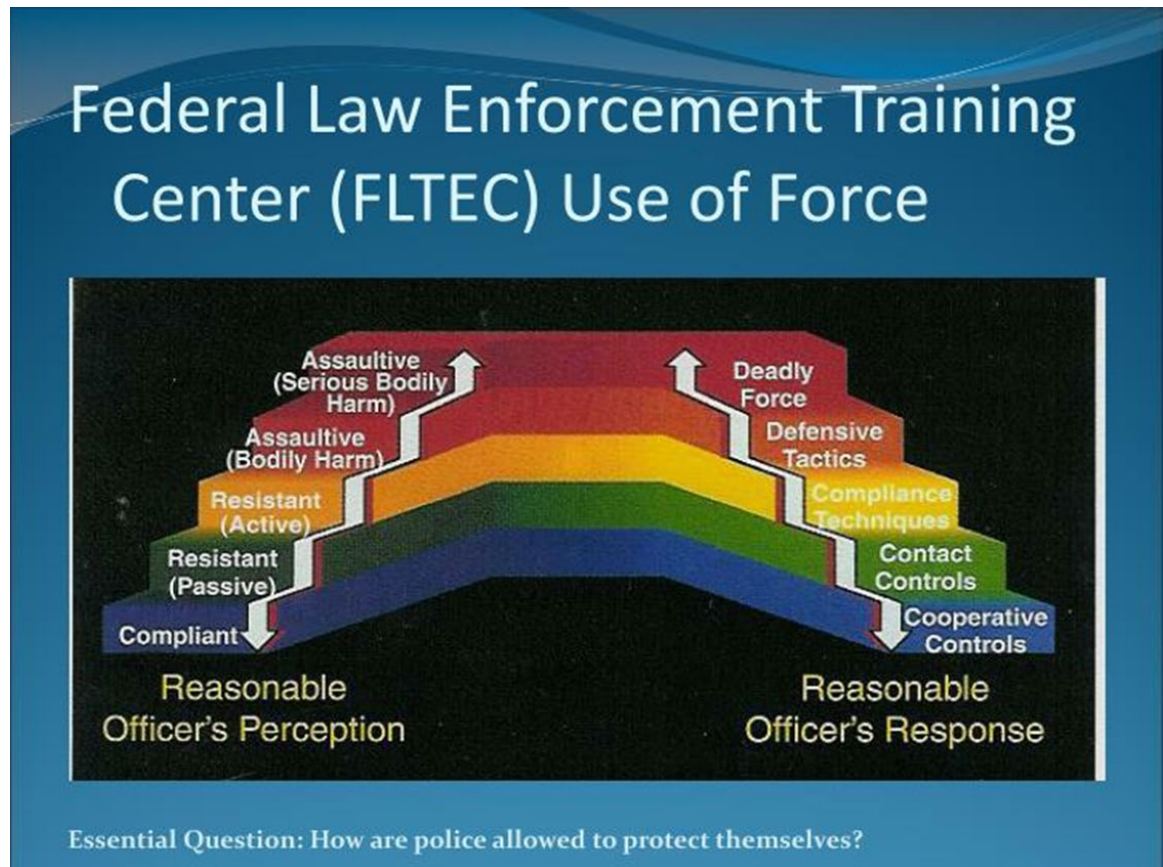 Federal Law Enforcement Training
Center (FLTEC) Use of Force
Assaultive
(Serious Bodily
Harm)
Assaultive
(Bodily Harm)
Resistant
(Active)
Resistant
(Passive)
Compliant
Reasonable
Officer's Perception
Deadly
Force
Defensive
Tactics
Compliance
Techniques
Contact
Controls
Cooperative
Controls
Reasonable
Officer's Response
Essential Question: How are police allowed to protect themselves?